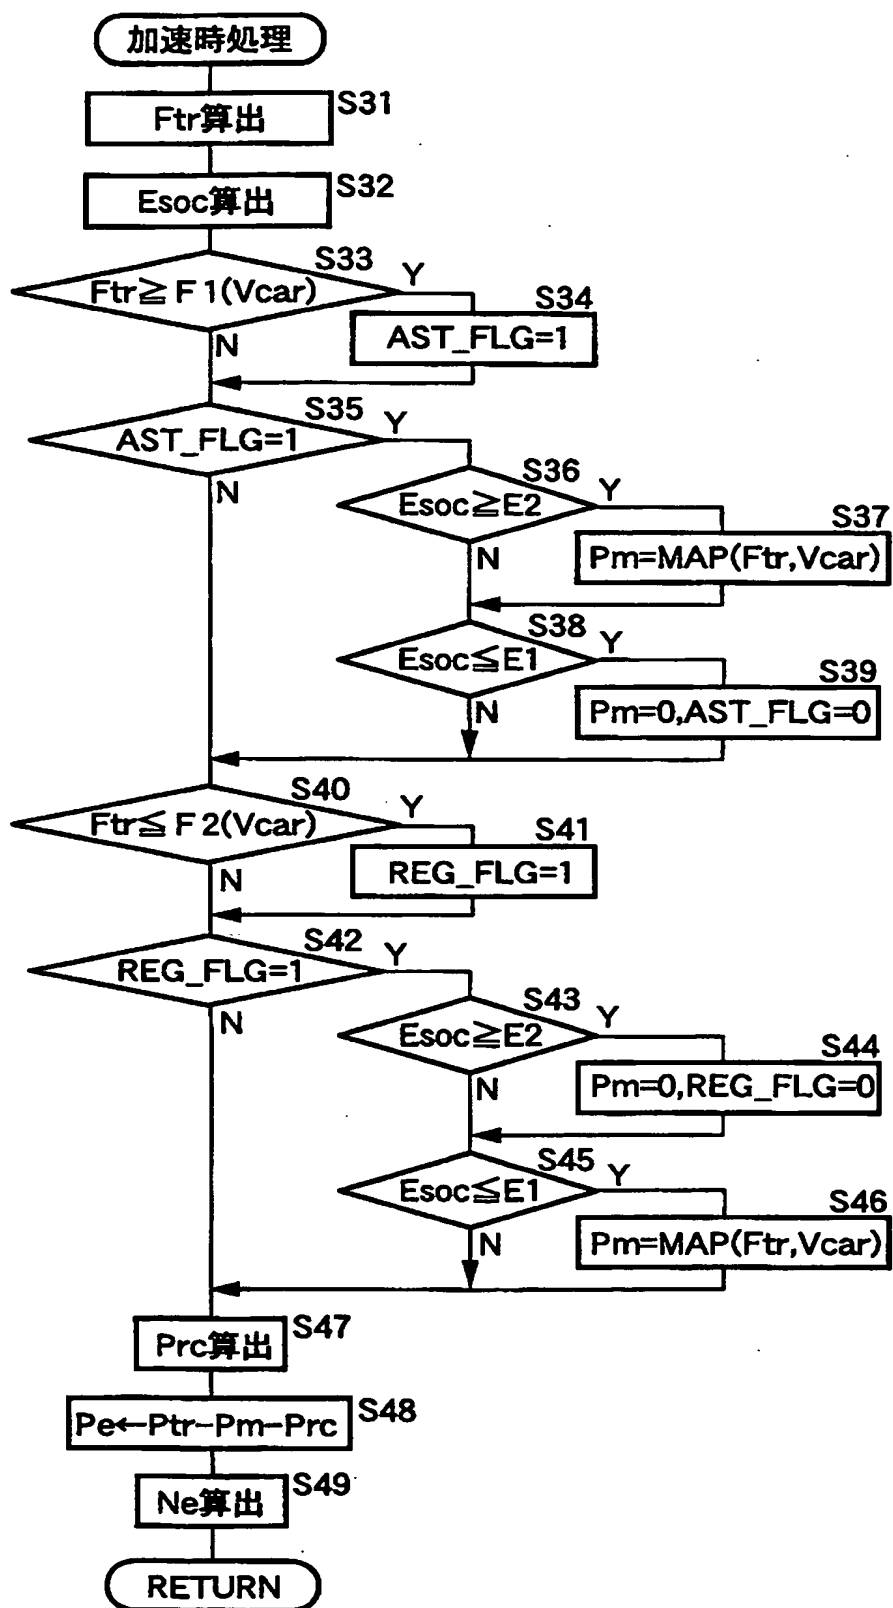 加速時処理
S31
Ftr算出
S32
Esoc算出
S33
Ftr≧F1(Vcar)
Y
N
S34
AST_FLG=1
S35
AST_FLG=1
Y
N
S36
Esoc≧E2
Y
N
S37
Pm=MAP(Ftr,Vcar)
S38
Esoc≦E1
Y
N
S39
Pm=0,AST_FLG=0
S40
Ftr≦F2(Vcar)
Y
N
S41
REG_FLG=1
S42
REG_FLG=1
Y
N
S43
Esoc≧E2
Y
N
S44
Pm=0,REG_FLG=0
S45
Esoc≦E1
Y
N
S46
Pm=MAP(Ftr,Vcar)
S47
Prc算出
S48
Pe←Ptr-Pm-Prc
S49
Ne算出
RETURN